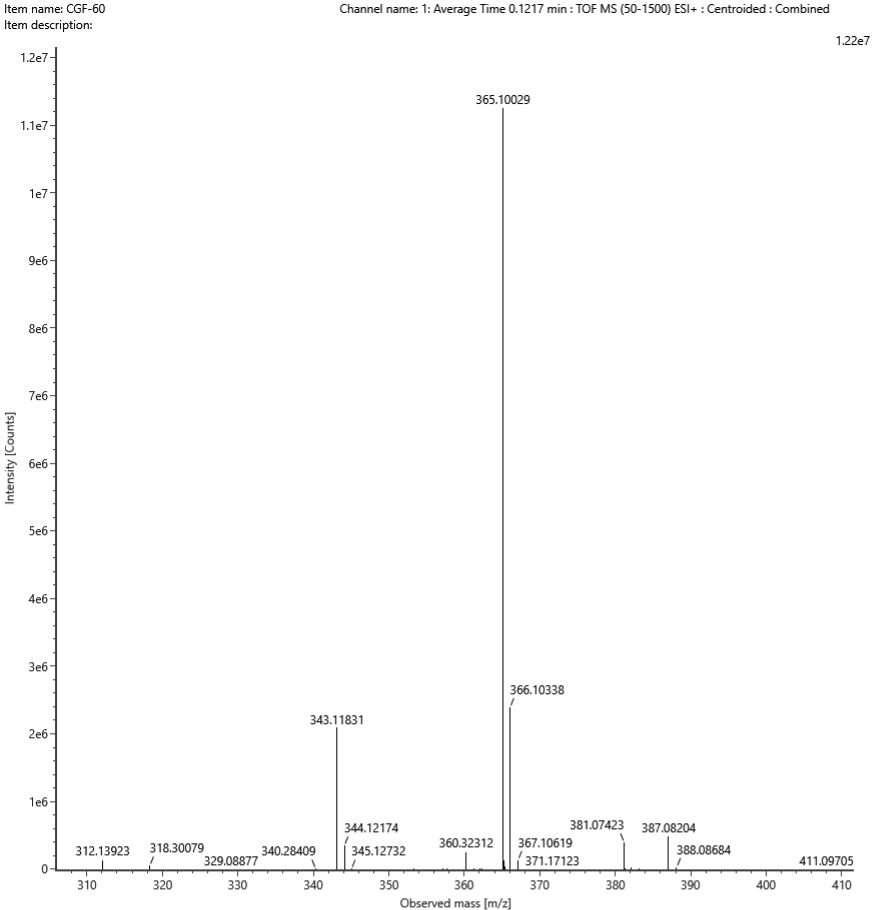 Item name: CGF-60
Channel name: 1: Average Time 0.1217 min : TOF MS (50-1500) ESI+ : Centroided : Combined
Item description:
1.22e7
1.2e7
365.10029
1.1e7
1e7
9e6
8e6
7e6
6e6
Intensity [Counts]
5e6
4e6
3e6
366.10338
343.11831
2e6
1e6
344.12174
381.07423
387.08204
312.13923
318.30079
329.08877
340.28409
345.12732
360.32312
367.10619
371.17123
388.08684
411.09705
0
310
320
330
340
350
360
370
380
390
400
410
Observed mass [m/z]